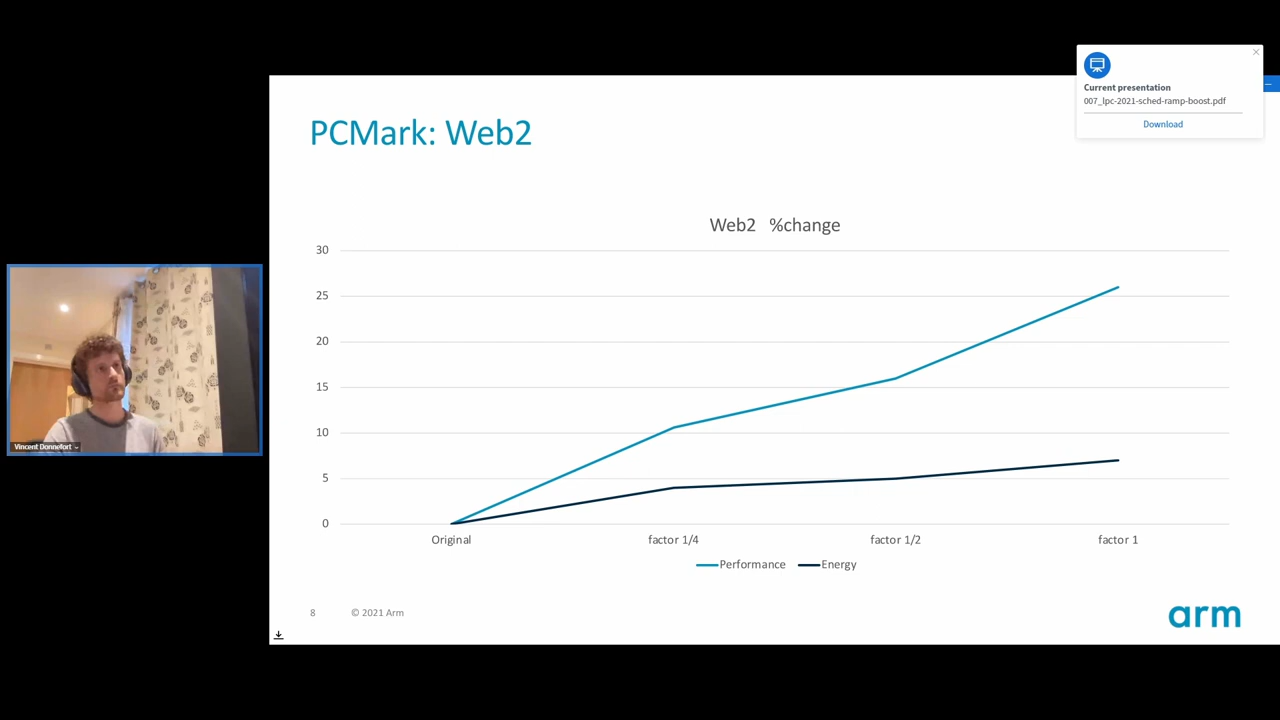 Current presentation
007_lpc-2021-sched-ramp-boost.pdf
Download
PCMark: Web2
Web2 %change
30
25
20
15
10
5
0
Original
factor 1/4
factor 1/2
factor 1
Performance
Energy
8
© 2021 Arm
arm
Vincent Donnefort